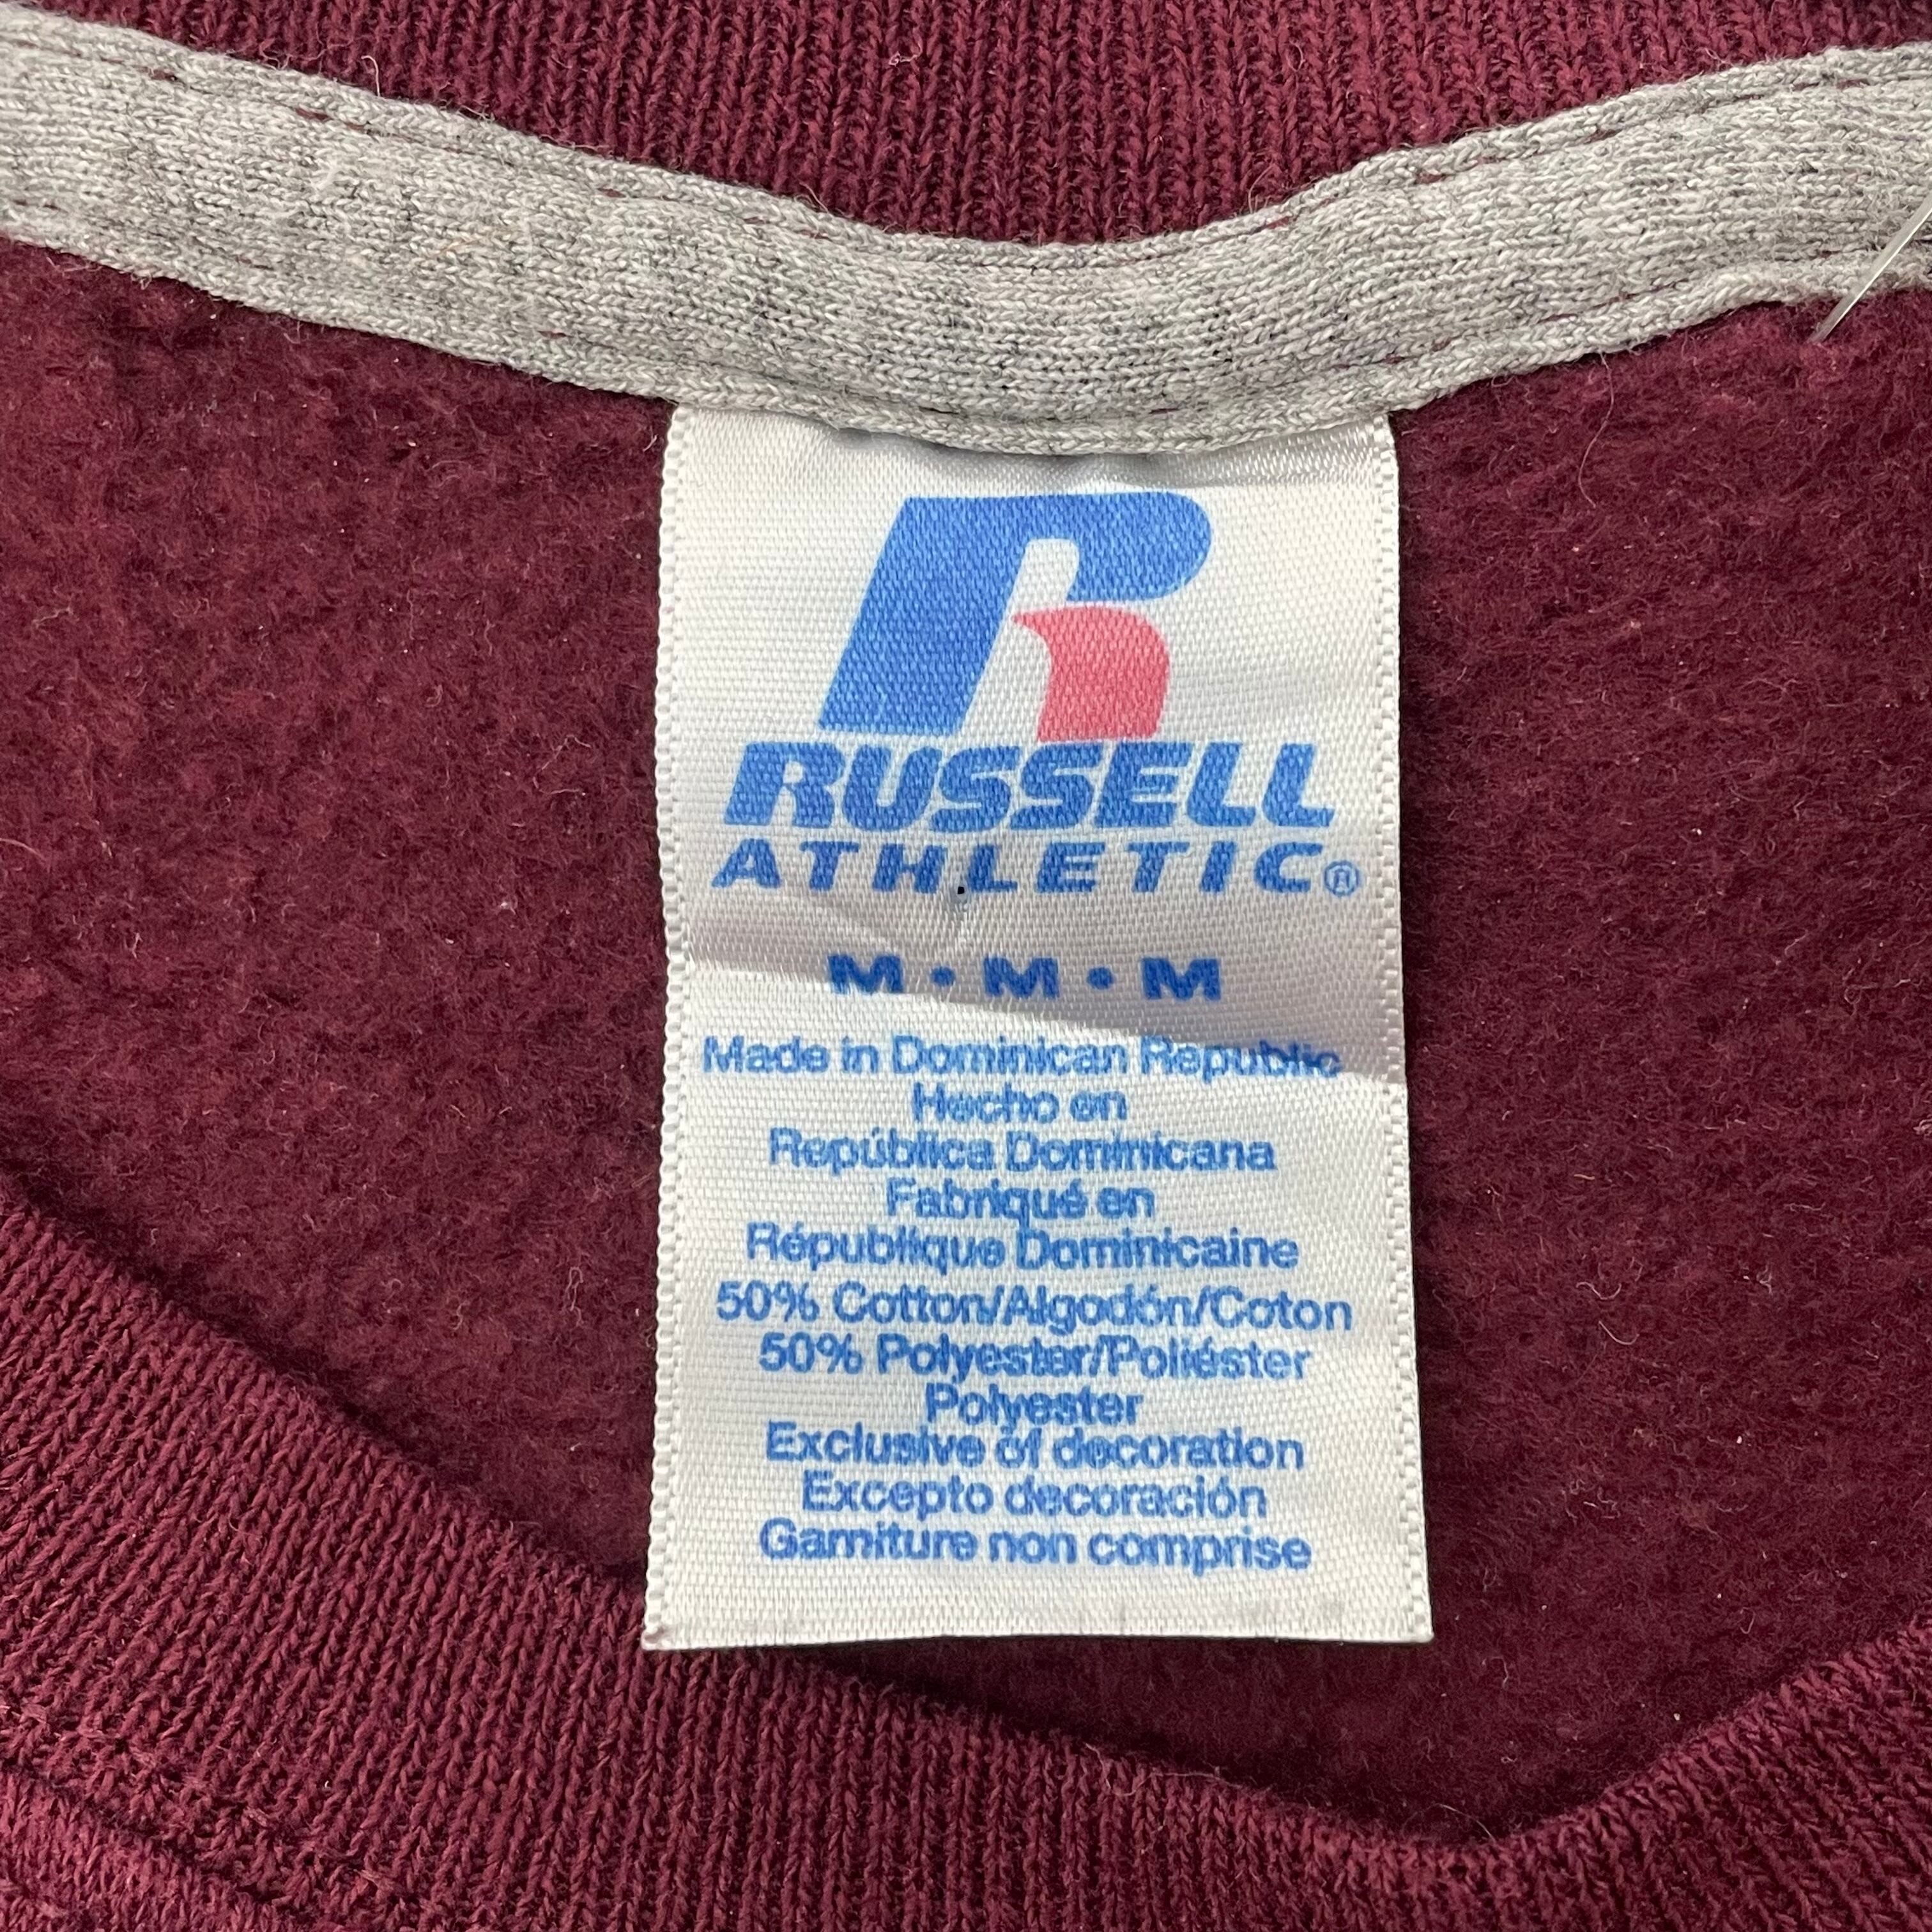 R
RUSSELL
ATHLETIC®
M • M • M
Made in Dominican Republic
Hecho en
República Dominicana
Fabriqué en
République Dominicaine
50% Cotton/Algodón/Coton
50% Polyester/Poliéster
Polyester
Exclusive of decoration
Excepto decoración
Garniture non comprise